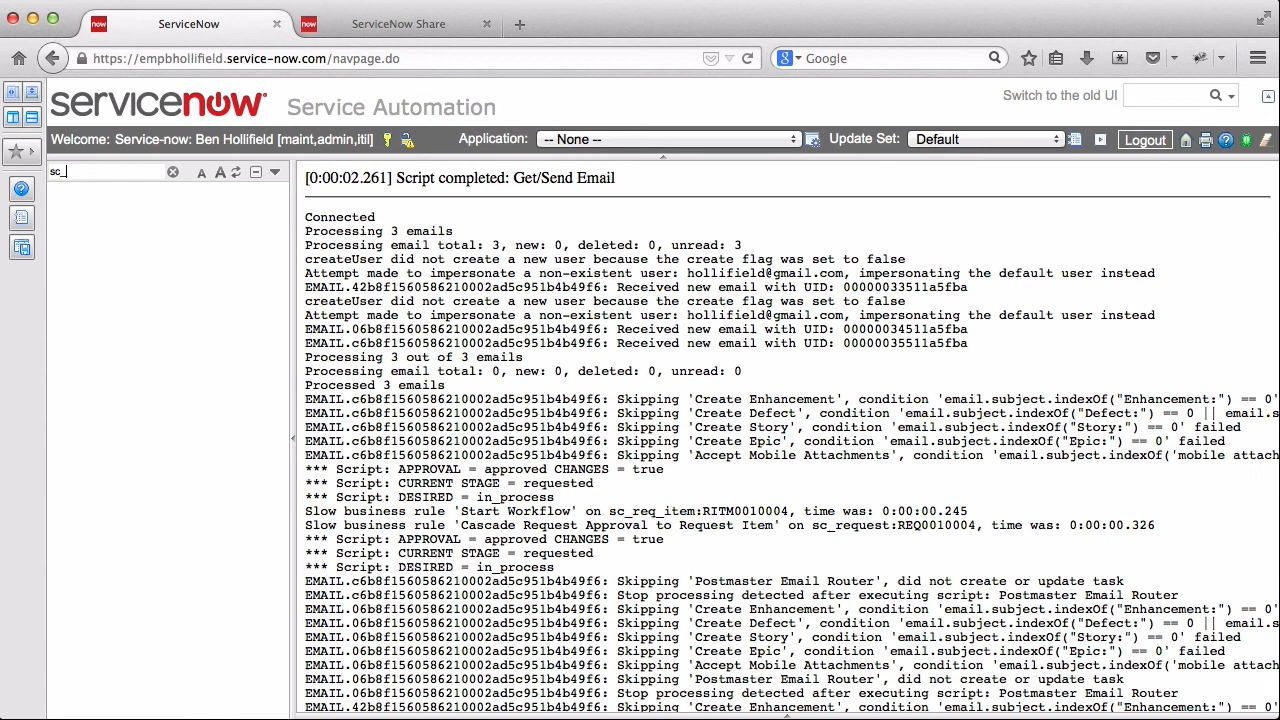 ServiceNow
ServiceNow Share
https://empbhollifield.service-now.com/navpage.do
Google
servicenow Service Automation
Switch to the old UI
Welcome: Service-now: Ben Hollifield [maint,admin,itil]
Application: -- None --
Update Set: Default
Logout
sc_
[0:00:02.261] Script completed: Get/Send Email
Connected
Processing 3 emails
Processing email total: 3, new: 0, deleted: 0, unread: 3
createUser did not create a new user because the create flag was set to false
Attempt made to impersonate a non-existent user: hollifield@gmail.com, impersonating the default user instead
EMAIL.42b8f1560586210002ad5c951b4b49f6: Received new email with UID: 00000033511a5fba
createUser did not create a new user because the create flag was set to false
Attempt made to impersonate a non-existent user: hollifield@gmail.com, impersonating the default user instead
EMAIL.06b8f1560586210002ad5c951b4b49f6: Received new email with UID: 00000034511a5fba
EMAIL.c6b8f1560586210002ad5c951b4b49f6: Received new email with UID: 00000035511a5fba
Processing 3 out of 3 emails
Processing email total: 0, new: 0, deleted: 0, unread: 0
Processed 3 emails
EMAIL.c6b8f1560586210002ad5c951b4b49f6: Skipping 'Create Enhancement', condition 'email.subject.indexOf("Enhancement:") == 0'
EMAIL.c6b8f1560586210002ad5c951b4b49f6: Skipping 'Create Defect', condition 'email.subject.indexOf("Defect:") == 0 || email.s
EMAIL.c6b8f1560586210002ad5c951b4b49f6: Skipping 'Create Story', condition 'email.subject.indexOf("Story:") == 0' failed
EMAIL.c6b8f1560586210002ad5c951b4b49f6: Skipping 'Create Epic', condition 'email.subject.indexOf("Epic:") == 0' failed
EMAIL.c6b8f1560586210002ad5c951b4b49f6: Skipping 'Accept Mobile Attachments', condition 'email.subject.indexOf('mobile attach
*** Script: APPROVAL = approved CHANGES = true
*** Script: CURRENT STAGE = requested
*** Script: DESIRED = in_process
Slow business rule 'Start Workflow' on sc_req_item:RITM0010004, time was: 0:00:00.245
Slow business rule 'Cascade Request Approval to Request Item' on sc_request:REQ0010004, time was: 0:00:00.326
*** Script: APPROVAL = approved CHANGES = true
*** Script: CURRENT STAGE = requested
*** Script: DESIRED = in_process
EMAIL.c6b8f1560586210002ad5c951b4b49f6: Skipping 'Postmaster Email Router', did not create or update task
EMAIL.c6b8f1560586210002ad5c951b4b49f6: Stop processing detected after executing script: Postmaster Email Router
EMAIL.06b8f1560586210002ad5c951b4b49f6: Skipping 'Create Enhancement', condition 'email.subject.indexOf("Enhancement:") == 0'
EMAIL.06b8f1560586210002ad5c951b4b49f6: Skipping 'Create Defect', condition 'email.subject.indexOf("Defect:") == 0 || email.s
EMAIL.06b8f1560586210002ad5c951b4b49f6: Skipping 'Create Story', condition 'email.subject.indexOf("Story:") == 0' failed
EMAIL.06b8f1560586210002ad5c951b4b49f6: Skipping 'Create Epic', condition 'email.subject.indexOf("Epic:") == 0' failed
EMAIL.06b8f1560586210002ad5c951b4b49f6: Skipping 'Accept Mobile Attachments', condition 'email.subject.indexOf('mobile attach
EMAIL.06b8f1560586210002ad5c951b4b49f6: Skipping 'Postmaster Email Router', did not create or update task
EMAIL.06b8f1560586210002ad5c951b4b49f6: Stop processing detected after executing script: Postmaster Email Router
EMAIL.42b8f1560586210002ad5c951b4b49f6: Skipping 'Create Enhancement', condition 'email.subject.indexOf("Enhancement:") == 0'